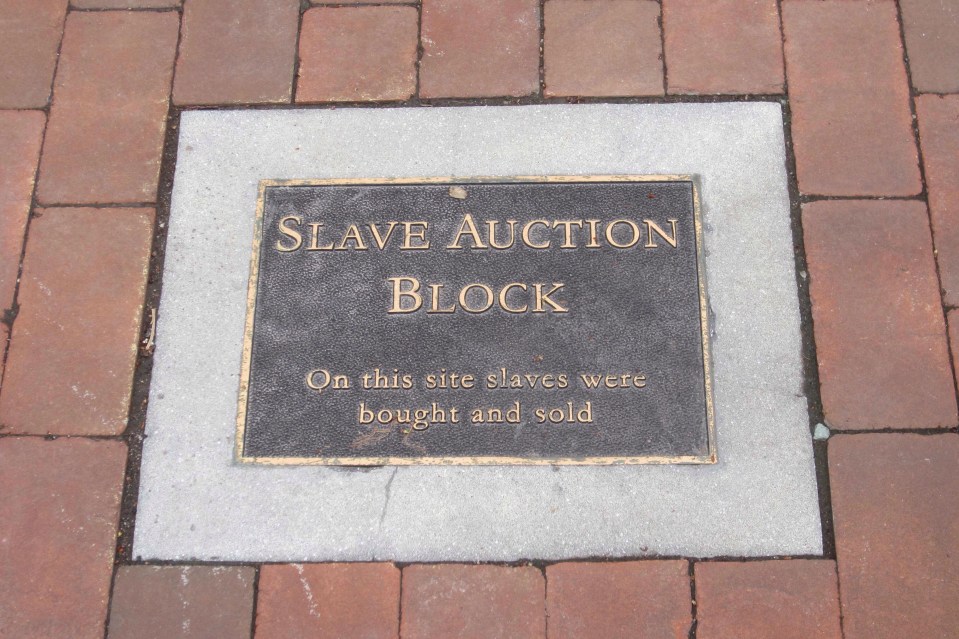 SLAVE AUCTION
BLOCK
On this site slaves were
bought and sold